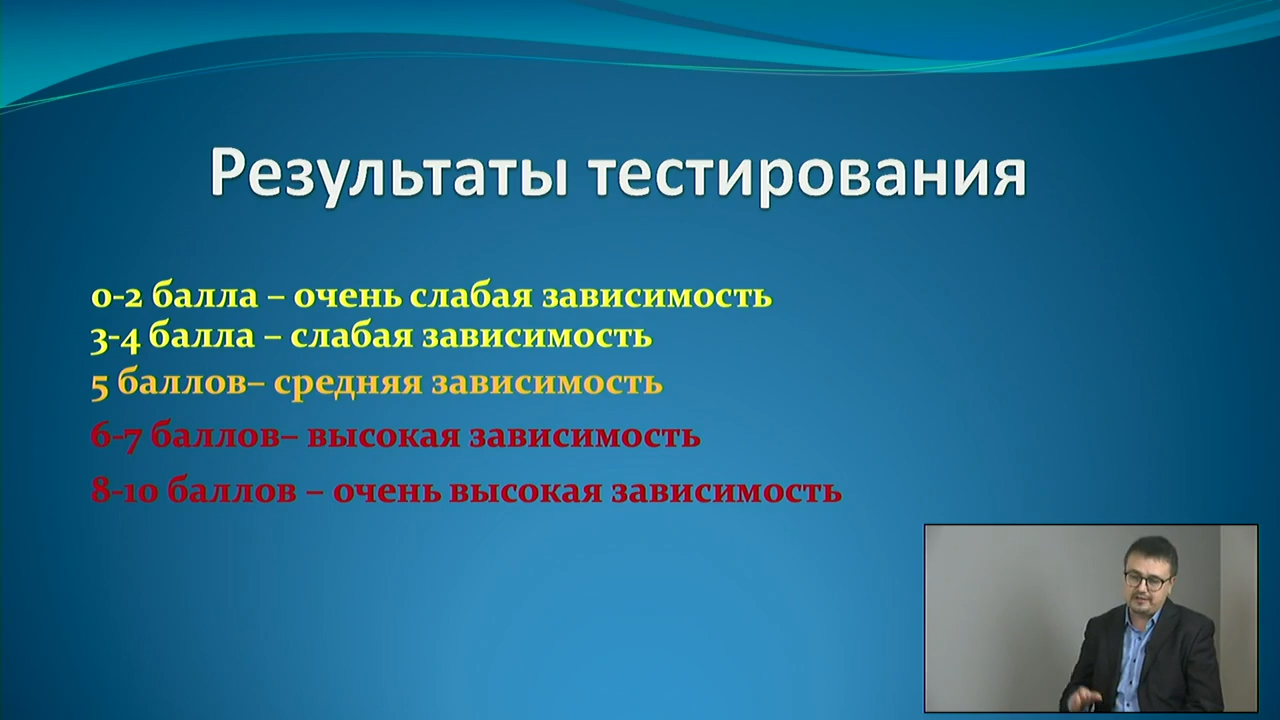 Результаты тестирования
0-2 балла – очень слабая зависимость
3-4 балла – слабая зависимость
5 баллов– средняя зависимость
6-7 баллов– высокая зависимость
8-10 баллов – очень высокая зависимость